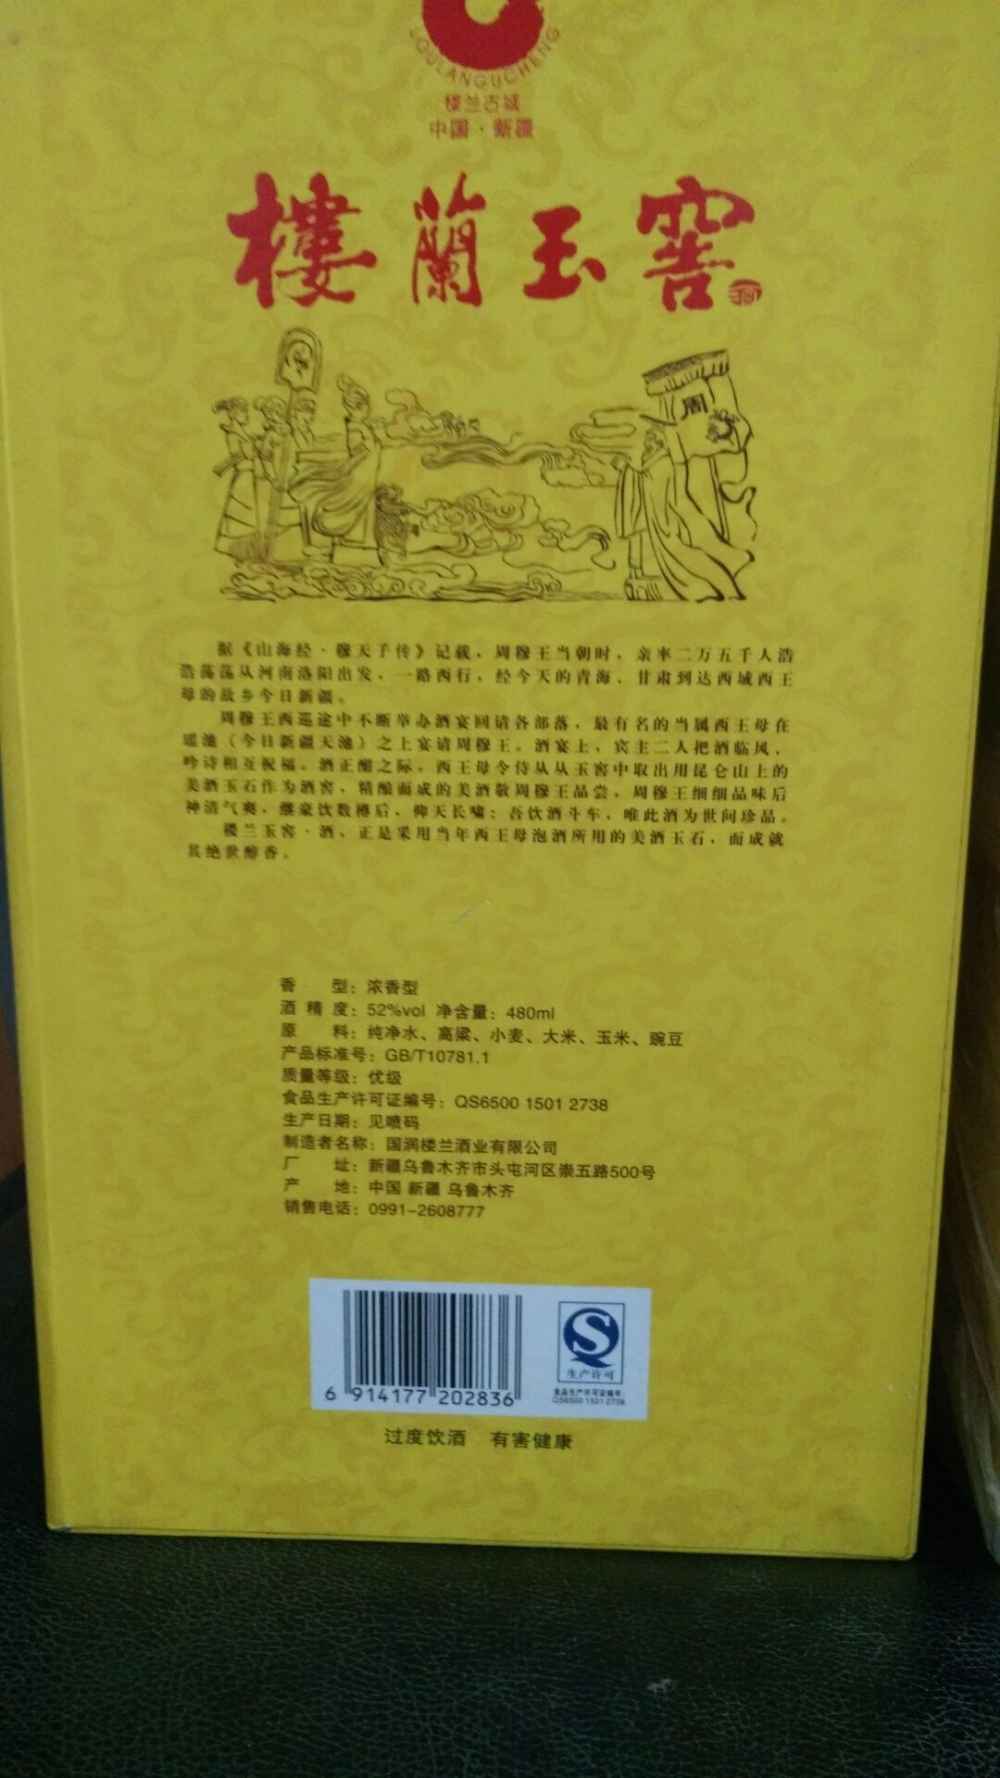 LOULANGUCHENG
楼兰古城
中国·新疆
樓蘭玉窖
周
据《山海经·穆天子传》记载，周穆王当朝时，亲率二万五千人浩
浩荡荡从河南洛阳出发，一路西行，经今天的青海、甘肃到达西域西王
母的故乡今日新疆。
周穆王西巡途中不断举办酒宴回请各部落，最有名的当属西王母在
瑶池（今日新疆天池）之上宴请周穆王。酒宴上，宾主二人把酒临风，
吟诗相互祝福。酒正酣之际，西王母令侍从从玉窖中取出用昆仑山上的
美酒玉石作为酒窖，精酿而成的美酒敬周穆王品尝，周穆王细细品味后
神清气爽，继豪饮数樽后，仰天长啸：吾饮酒斗车，唯此酒为世间珍品。
楼兰玉窖·酒，正是采用当年西王母泡酒所用的美酒玉石，而成就
其绝世醇香。
香 型：浓香型
酒精度：52%vol 净含量：480ml
原 料：纯净水、高粱、小麦、大米、玉米、豌豆
产品标准号：GB/T10781.1
质量等级：优级
食品生产许可证编号：QS6500 1501 2738
生产日期：见喷码
制造者名称：国润楼兰酒业有限公司
厂 址：新疆乌鲁木齐市头屯河区崇五路500号
产 地：中国 新疆 乌鲁木齐
销售电话：0991-2608777
6 914177 202836
生产许可
食品生产许可证编号
QS6500 1501 2738
过度饮酒 有害健康